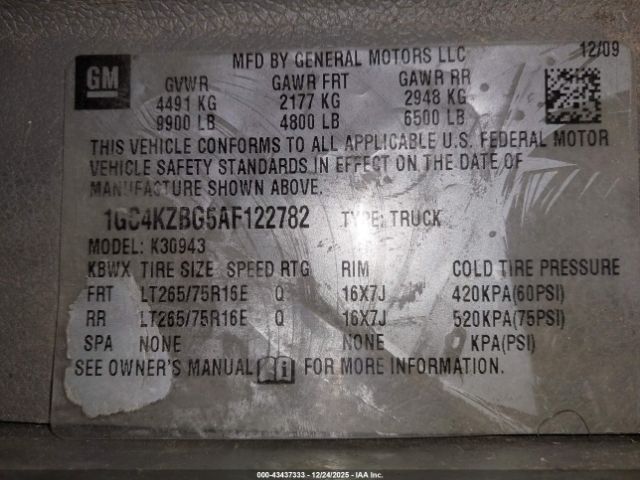 MFD BY GENERAL MOTORS LLC 12/09
GM
GVWR GAWR FRT GAWR RR
4491 KG 2177 KG 2948 KG
9900 LB 4800 LB 6500 LB
THIS VEHICLE CONFORMS TO ALL APPLICABLE U.S. FEDERAL MOTOR
VEHICLE SAFETY STANDARDS IN EFFECT ON THE DATE OF
MANUFACTURE SHOWN ABOVE.
1GC4KZBG5AF122782 TYPE: TRUCK
MODEL: K30943
KBWX TIRE SIZE SPEED RTG RIM COLD TIRE PRESSURE
FRT LT265/75R16E Q 16X7J 420KPA(60PSI)
RR LT265/75R16E Q 16X7J 520KPA(75PSI)
SPA NONE NONE KPA(PSI)
SEE OWNER'S MANUAL FOR MORE INFORMATION.
000-43437333 - 12/24/2025 - IAA Inc.